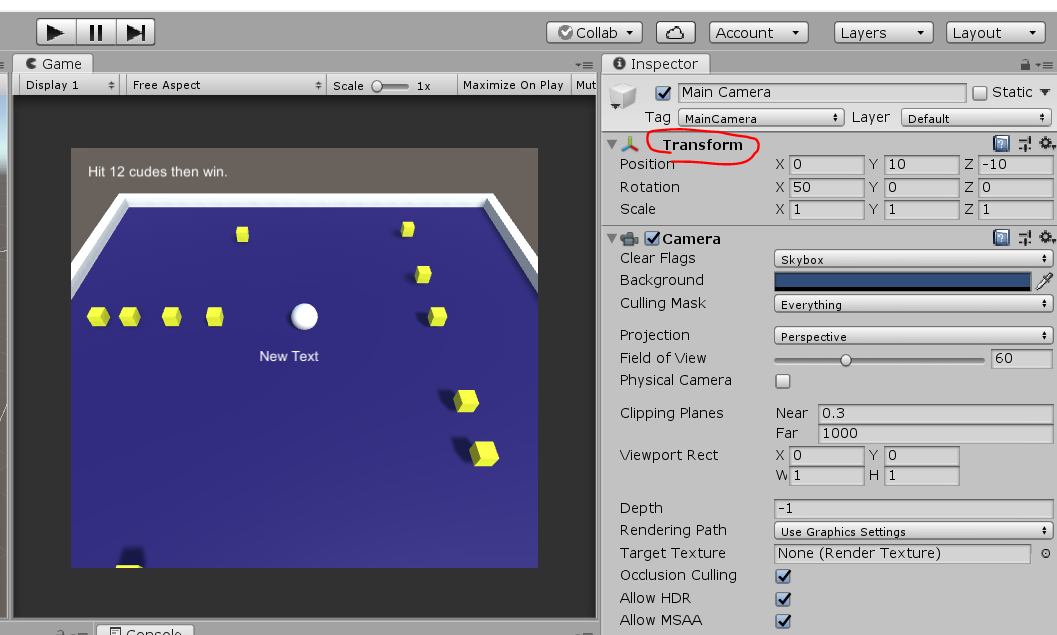 Collab Account Layers Layout
Game
Display 1 Free Aspect Scale 1x Maximize On Play Mut
Hit 12 cudes then win.
New Text
Console
Inspector
Main Camera Static
Tag MainCamera Layer Default
Transform
Position X 0 Y 10 Z -10
Rotation X 50 Y 0 Z 0
Scale X 1 Y 1 Z 1
Camera
Clear Flags Skybox
Background
Culling Mask Everything
Projection Perspective
Field of View 60
Physical Camera
Clipping Planes Near 0.3
Far 1000
Viewport Rect X 0 Y 0
W 1 H 1
Depth -1
Rendering Path Use Graphics Settings
Target Texture None (Render Texture)
Occlusion Culling
Allow HDR
Allow MSAA